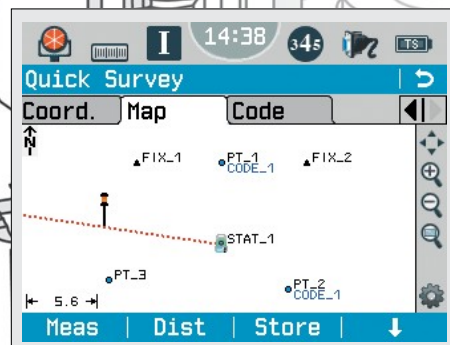 I 14:38 345 TS
Quick Survey
Coord. Map Code
N
FIX_1 PT_1 FIX_2
CODE_1
STAT_1
PT_3
PT_2
CODE_1
5.6
Meas | Dist | Store |